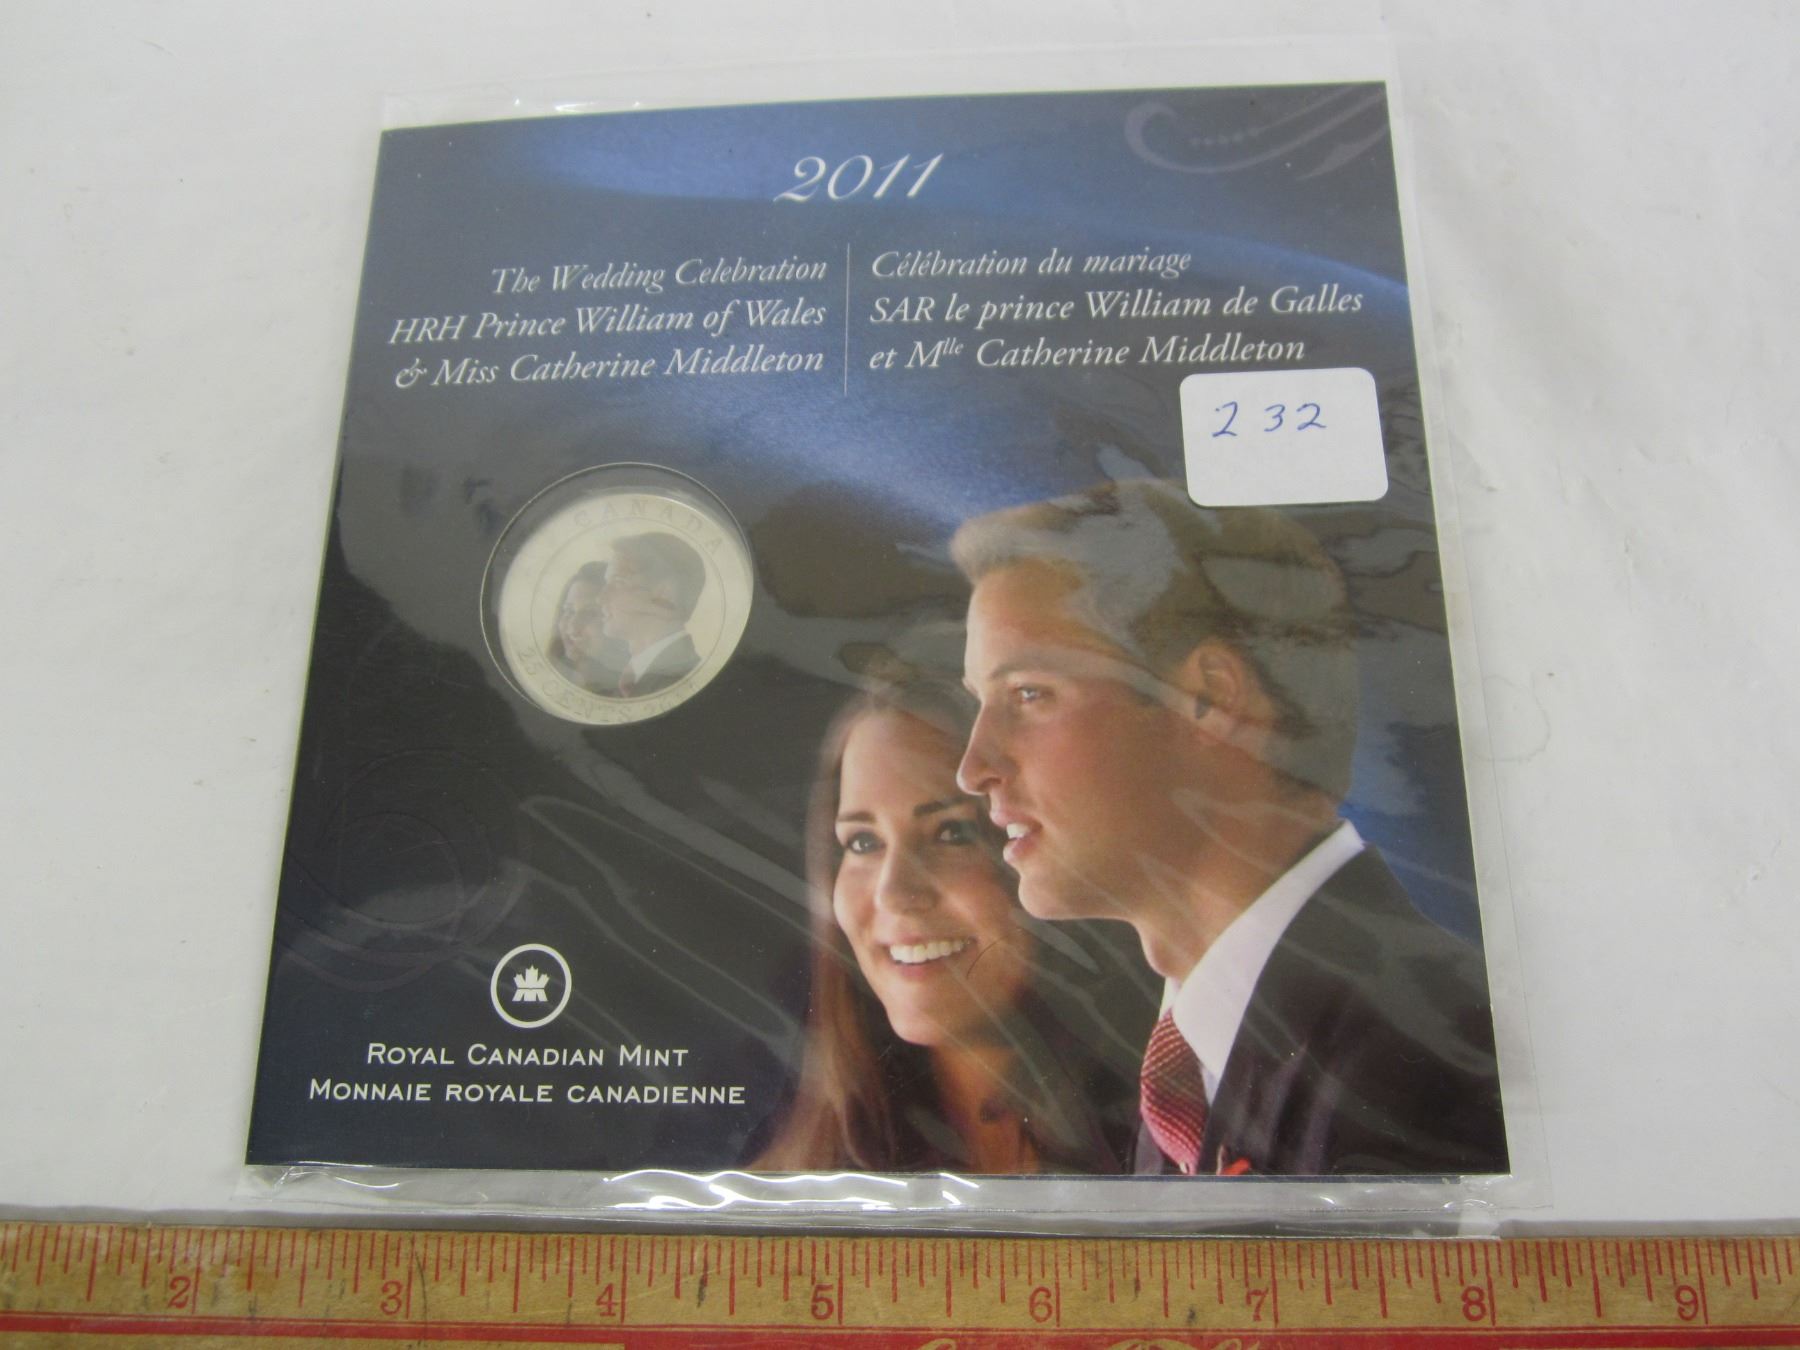 2011
The Wedding Celebration
HRH Prince William of Wales
& Miss Catherine Middleton
Célébration du mariage
SAR le prince William de Galles
et Mlle Catherine Middleton
232
CANADA
25 CENTS 2011
ROYAL CANADIAN MINT
MONNAIE ROYALE CANADIENNE
2 3 4 5 6 7 8 9